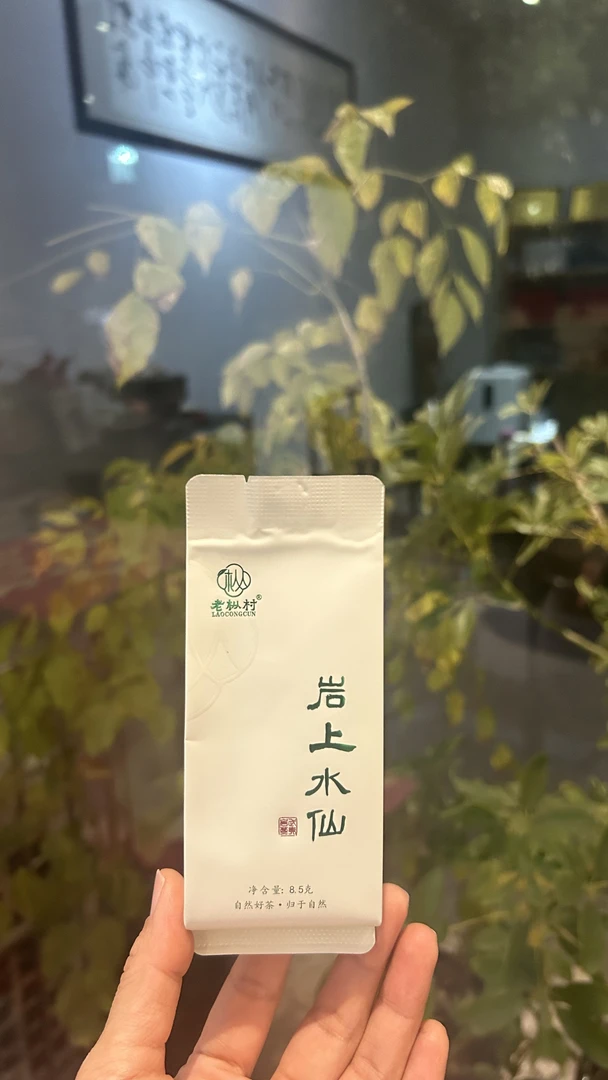 枞
老枞村®
LAOCONGCUN
岩上水仙
净含量: 8.5克
自然好茶·归于自然